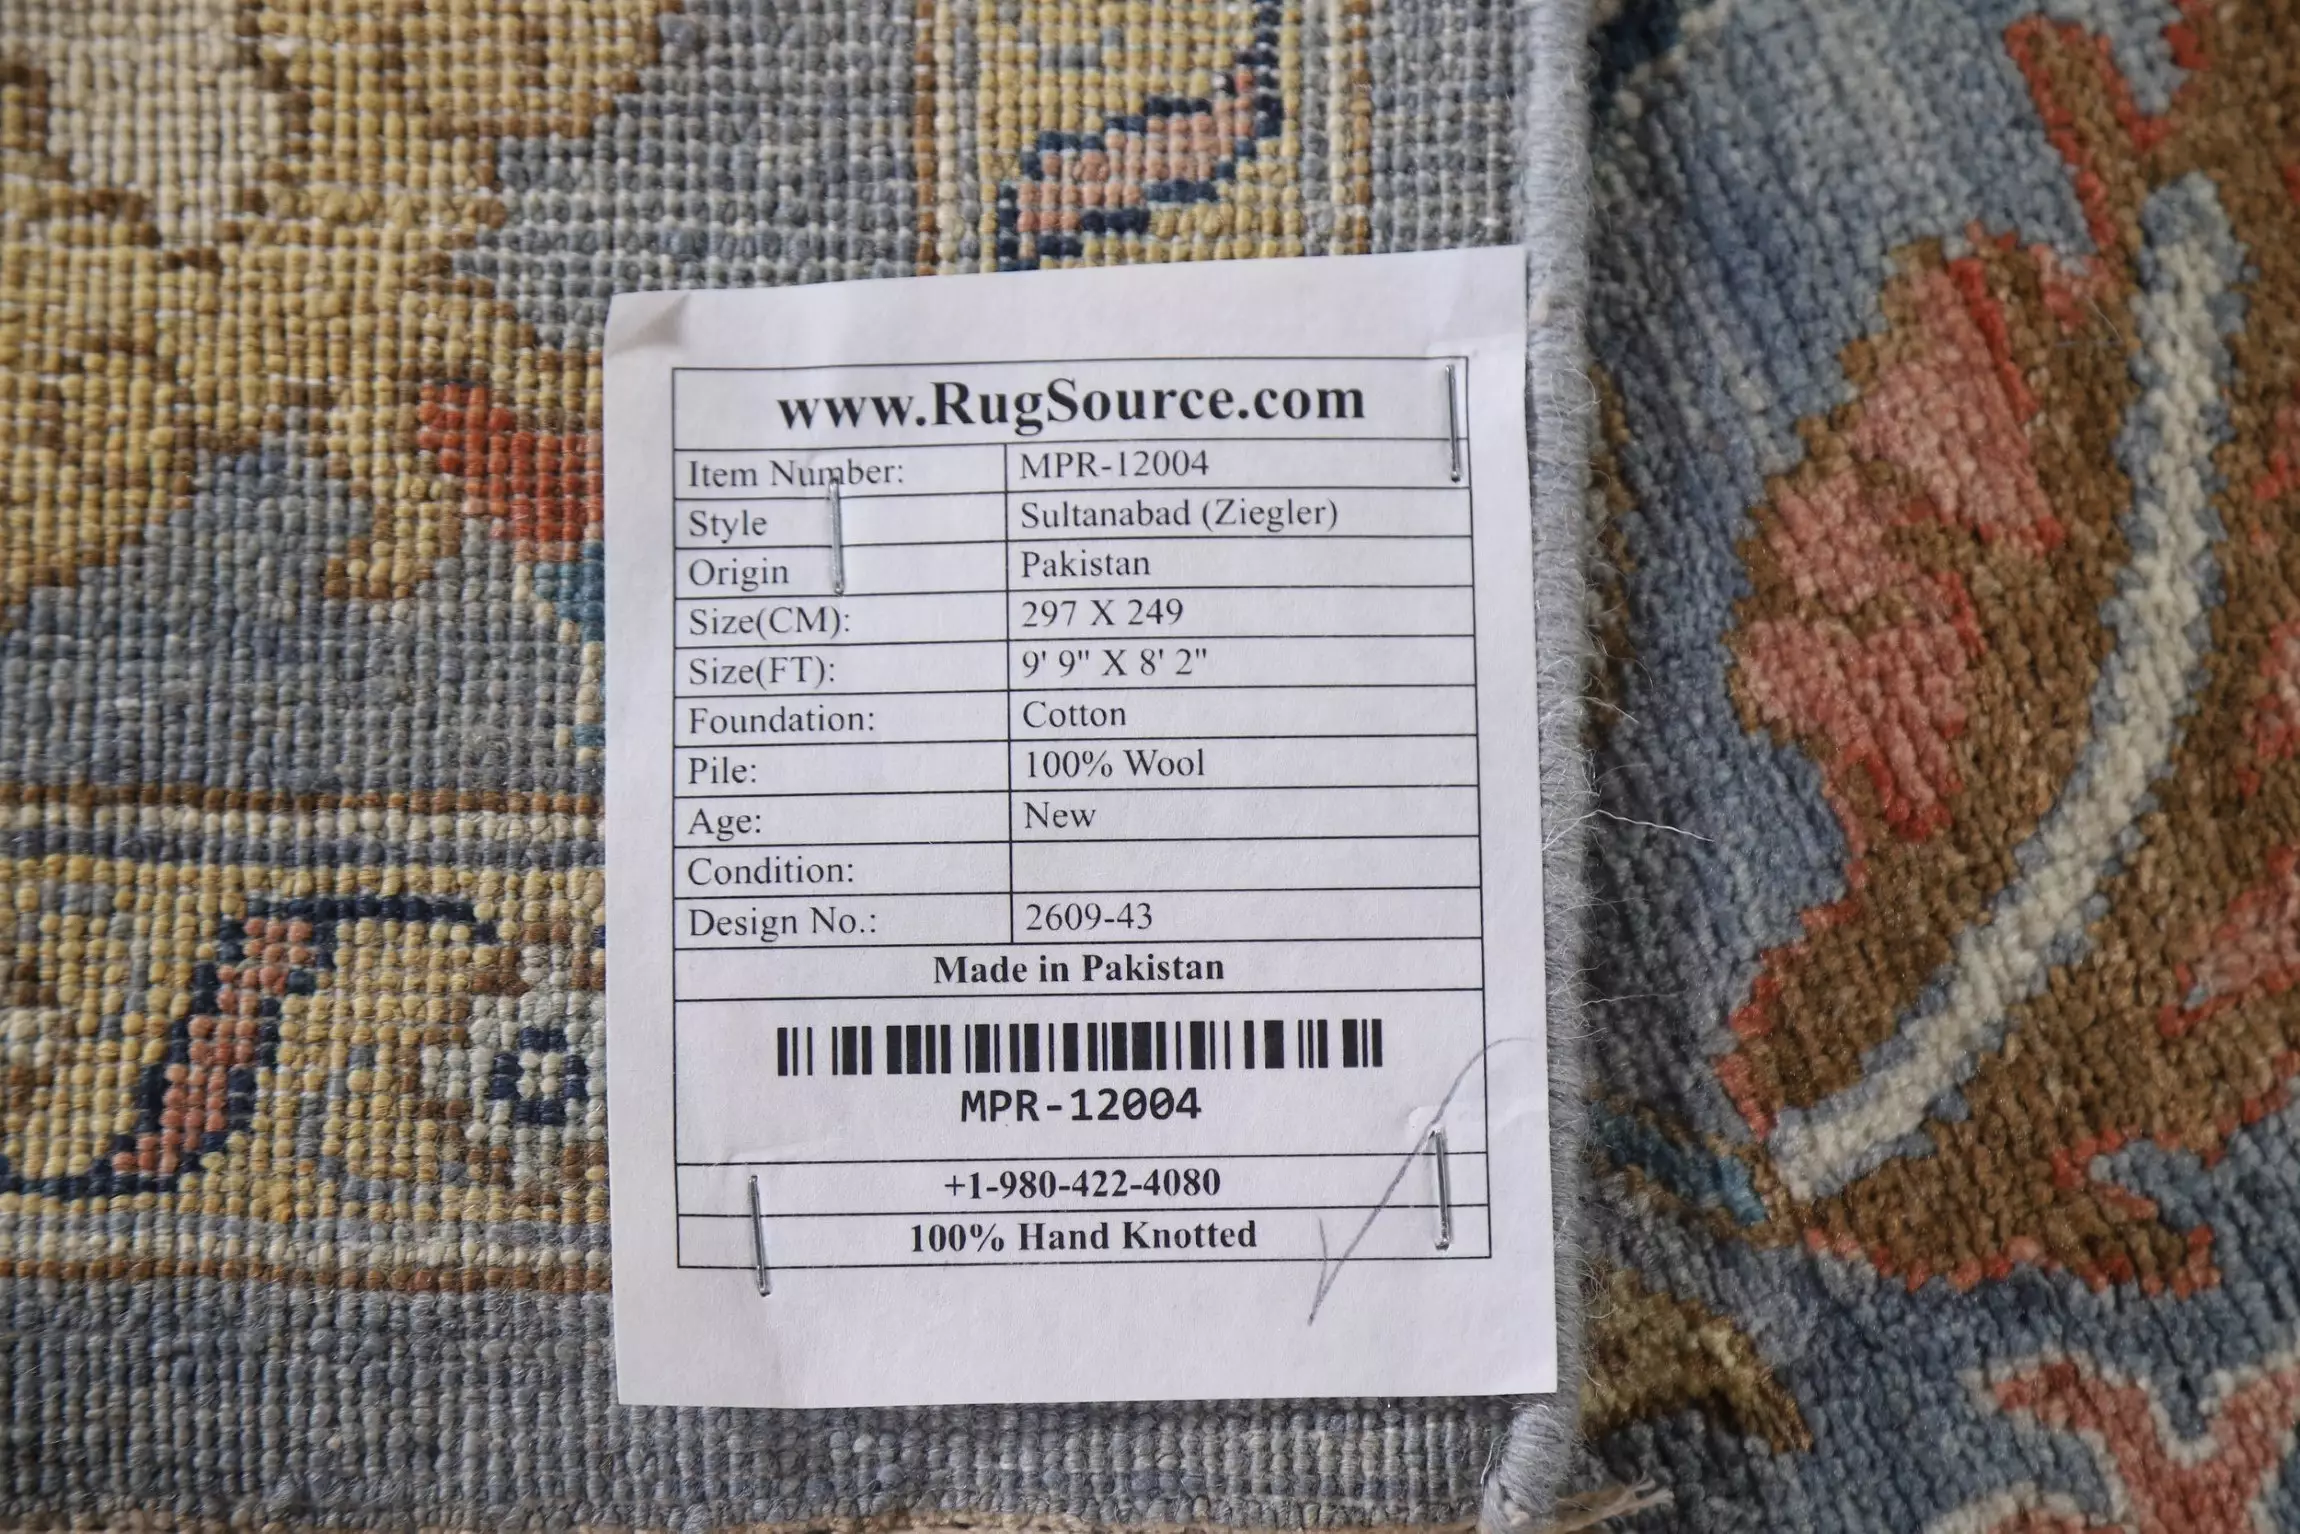 www.RugSource.com
Item Number: MPR-12004
Style Sultanabad (Ziegler)
Origin Pakistan
Size(CM): 297 X 249
Size(FT): 9' 9" X 8' 2"
Foundation: Cotton
Pile: 100% Wool
Age: New
Condition:
Design No.: 2609-43
Made in Pakistan
MPR-12004
+1-980-422-4080
100% Hand Knotted